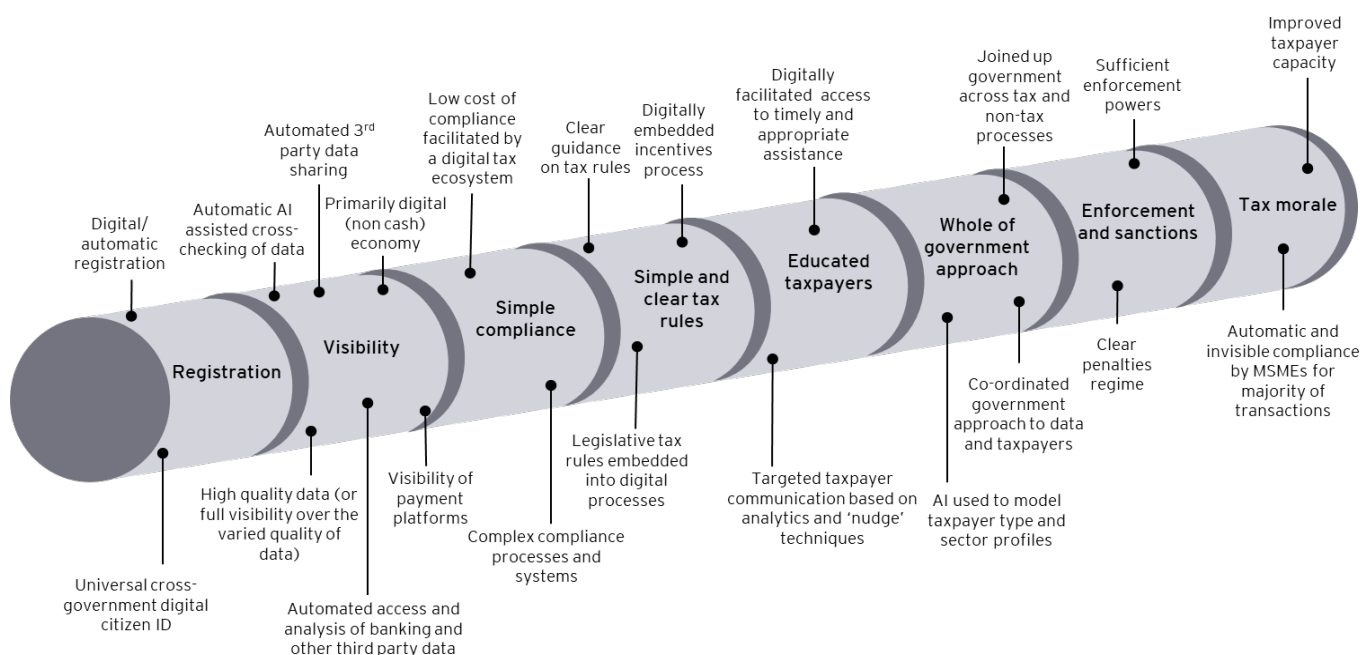 Digital/
automatic
registration
Automatic AI
assisted cross-
checking of data
Automated 3rd
party data
sharing
Primarily digital
(non cash)
economy
Low cost of
compliance
facilitated by
a digital tax
ecosystem
Clear
guidance
on tax rules
Digitally
embedded
incentives
process
Digitally
facilitated access
to timely and
appropriate
assistance
Joined up
government
across tax and
non-tax
processes
Sufficient
enforcement
powers
Improved
taxpayer
capacity
Registration
Visibility
Simple
compliance
Simple and
clear tax
rules
Educated
taxpayers
Whole of
government
approach
Enforcement
and sanctions
Tax morale
Universal cross-
government digital
citizen ID
High quality data (or
full visibility over the
varied quality of
data)
Automated access and
analysis of banking and
other third party data
Visibility of
payment
platforms
Complex compliance
processes and
systems
Legislative tax
rules embedded
into digital
processes
Targeted taxpayer
communication based on
analytics and ‘nudge’
techniques
AI used to model
taxpayer type and
sector profiles
Co-ordinated
government
approach to data
and taxpayers
Clear
penalties
regime
Automatic and
invisible compliance
by MSMEs for
majority of
transactions